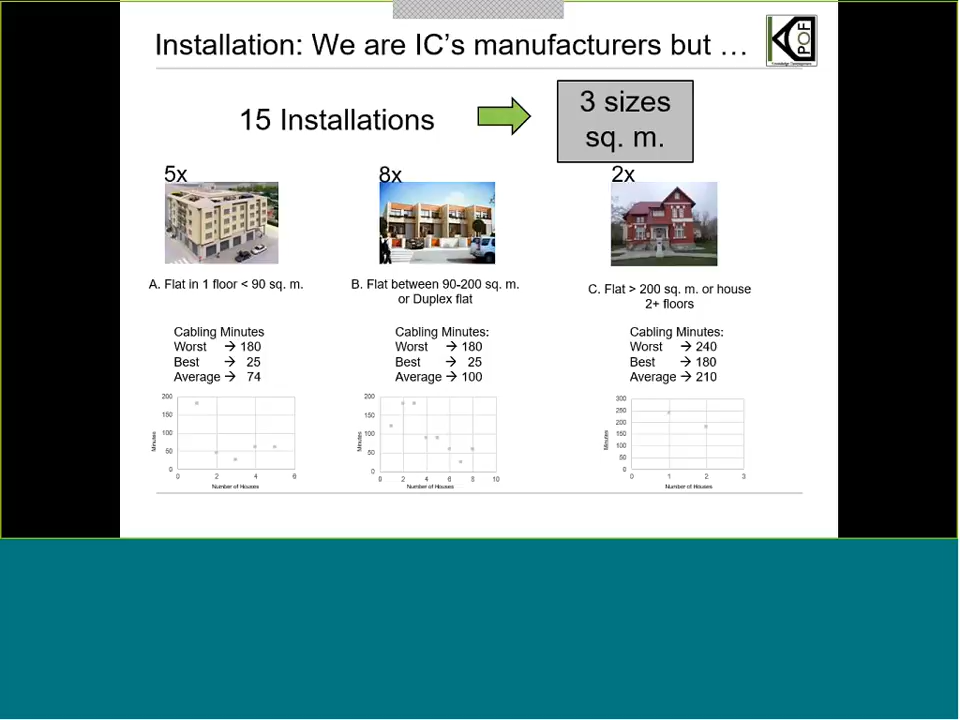 Installation: We are IC's manufacturers but …
KD
POF
Knowledge Development
15 Installations
3 sizes
sq. m.
5x
8x
2x
A. Flat in 1 floor < 90 sq. m.
B. Flat between 90-200 sq. m.
or Duplex flat
C. Flat > 200 sq. m. or house
2+ floors
Cabling Minutes
Worst → 180
Best → 25
Average → 74
Cabling Minutes:
Worst → 180
Best → 25
Average → 100
Cabling Minutes:
Worst → 240
Best → 180
Average → 210
200
150
100
50
0
Minutes
0 2 4 6
Number of Houses
200
150
100
50
0
Minutes
0 2 4 6 8 10
Number of Houses
300
250
200
150
100
50
0
Minutes
0 1 2 3
Number of Houses